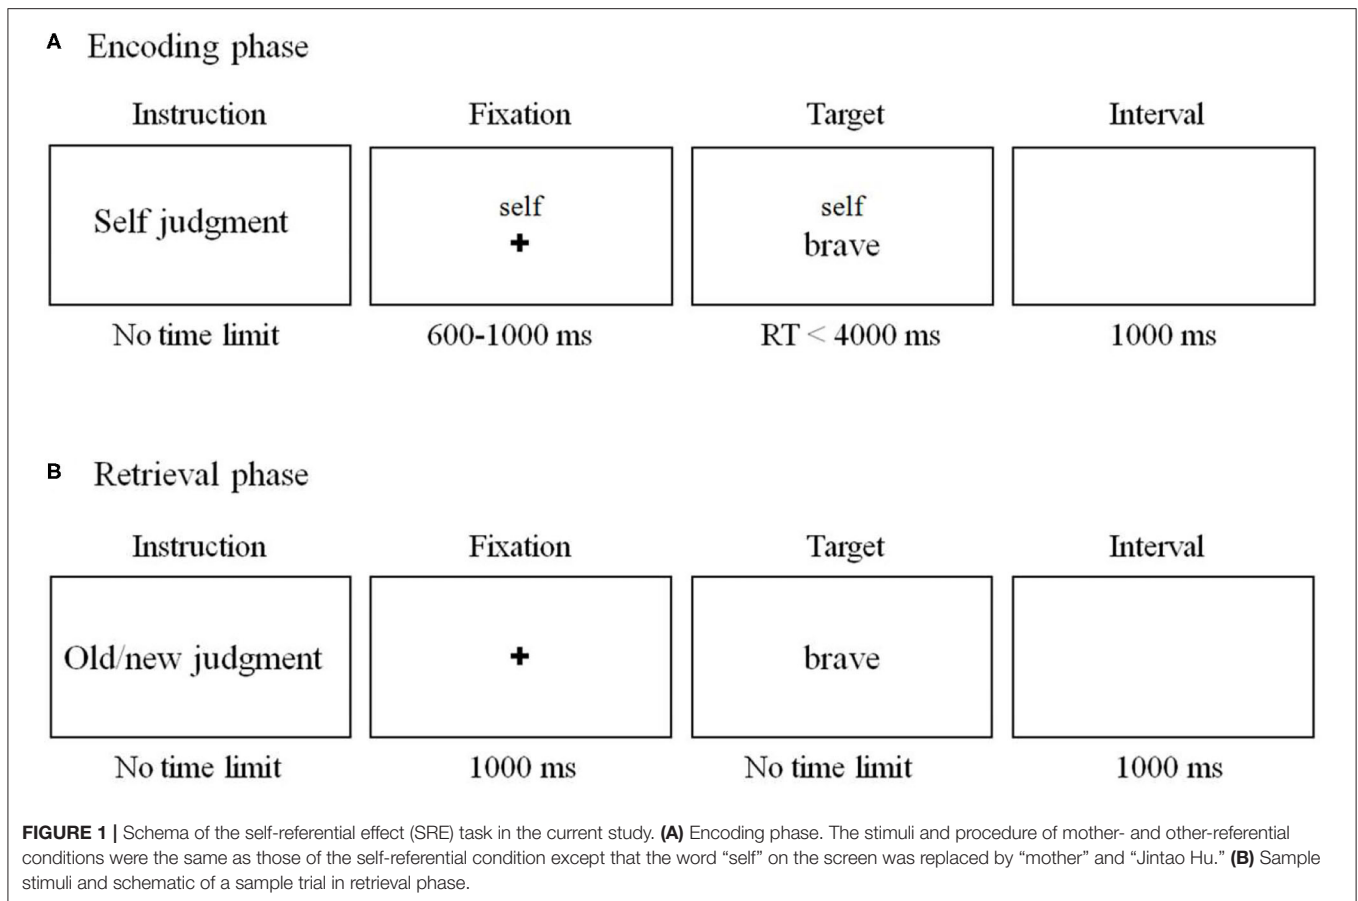 A Encoding phase
Instruction Fixation Target Interval
Self judgment
self
+
self
brave
No time limit 600-1000 ms RT < 4000 ms 1000 ms
B Retrieval phase
Instruction Fixation Target Interval
Old/new judgment + brave
No time limit 1000 ms No time limit 1000 ms
FIGURE 1 | Schema of the self-referential effect (SRE) task in the current study. (A) Encoding phase. The stimuli and procedure of mother- and other-referential
conditions were the same as those of the self-referential condition except that the word “self” on the screen was replaced by “mother” and “Jintao Hu.” (B) Sample
stimuli and schematic of a sample trial in retrieval phase.